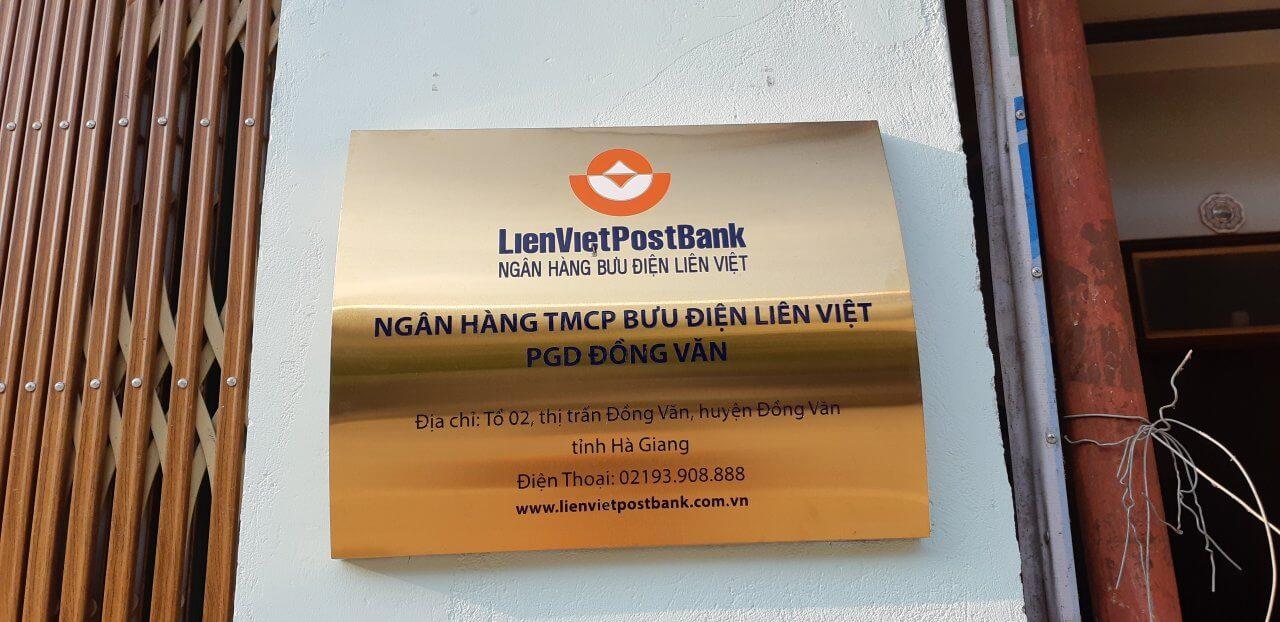 LienVietPostBank
NGÂN HÀNG BƯU ĐIỆN LIÊN VIỆT
NGÂN HÀNG TMCP BƯU ĐIỆN LIÊN VIỆT
PGD ĐỒNG VĂN
Địa chỉ: Tổ 02, thị trấn Đồng Văn, huyện Đồng Văn
tỉnh Hà Giang
Điện Thoại: 02193.908.888
www.lienvietpostbank.com.vn